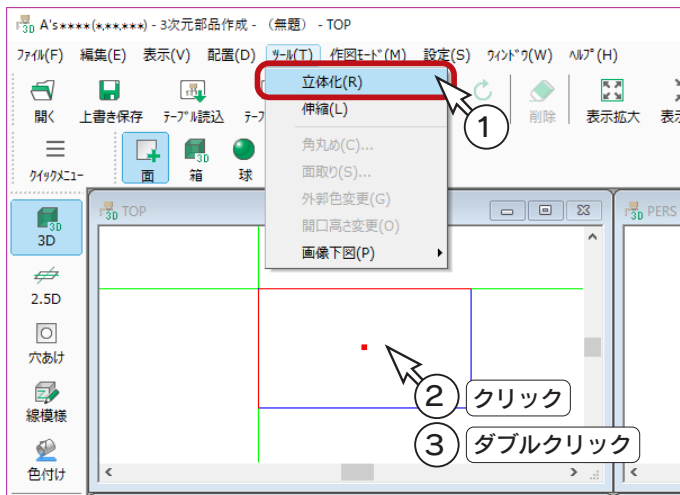 A's****(*,**,***) - 3次元部品作成 - （無題） - TOP
ﾌｧｲﾙ(F) 編集(E) 表示(V) 配置(D) ﾂｰﾙ(T) 作図ﾓｰﾄﾞ(M) 設定(S) ｳｨﾝﾄﾞｳ(W) ﾍﾙﾌﾟ(H)
開く 上書き保存 ﾃｰﾌﾞﾙ読込 ﾃｰﾌ 削除 表示拡大 表示
立体化(R)
伸縮(L)
角丸め(C)...
面取り(S)...
外郭色変更(G)
開口高さ変更(O)
画像下図(P)
①
ｸｲｯｸﾒﾆｭｰ 面 箱 球
3D
2.5D
穴あけ
線模様
色付け
TOP
PERS
② クリック
③ ダブルクリック